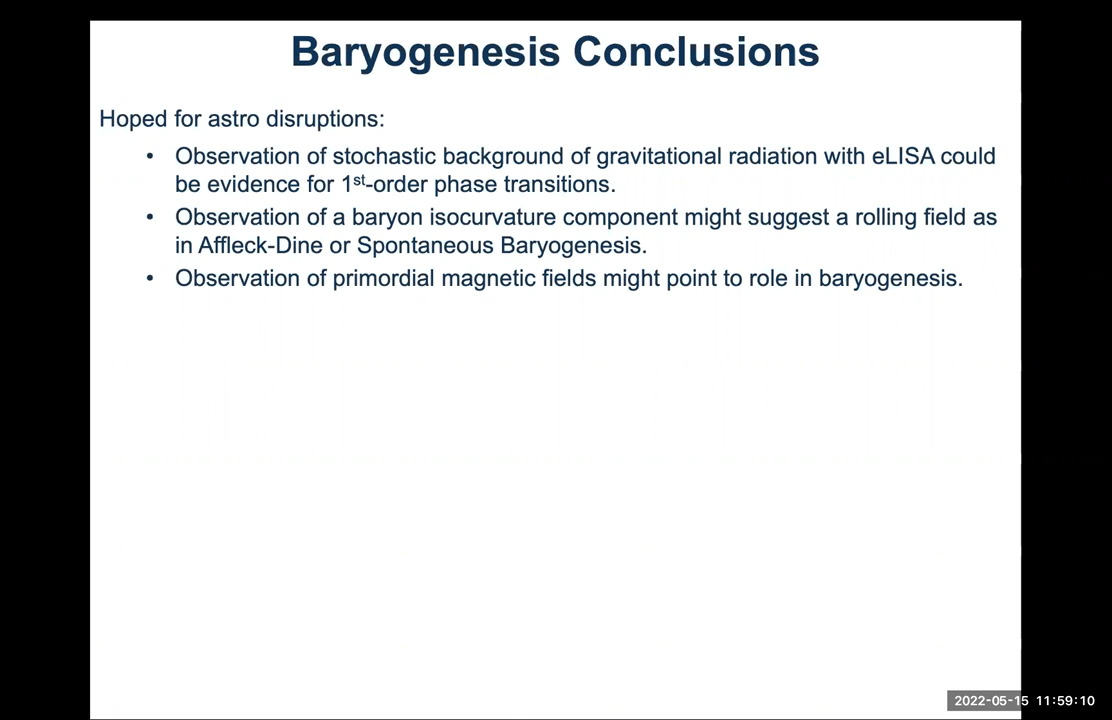 Baryogenesis Conclusions
Hoped for astro disruptions:
• Observation of stochastic background of gravitational radiation with eLISA could
be evidence for 1st-order phase transitions.
• Observation of a baryon isocurvature component might suggest a rolling field as
in Affleck-Dine or Spontaneous Baryogenesis.
• Observation of primordial magnetic fields might point to role in baryogenesis.
2022-05-15 11:59:10